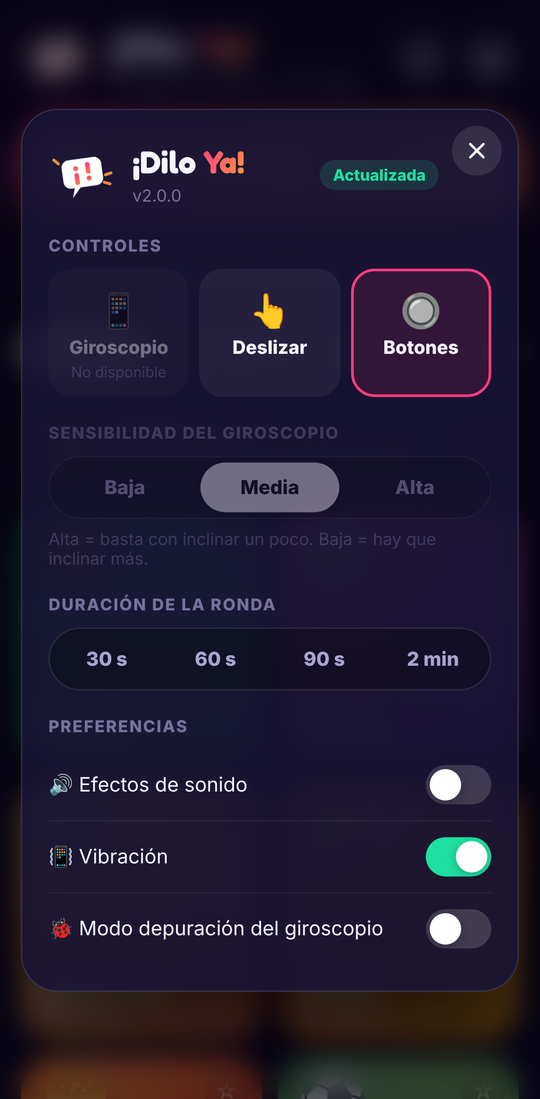 ¡Dilo Ya!
v2.0.0
Actualizada
CONTROLES
Giroscopio
No disponible
Deslizar
Botones
SENSIBILIDAD DEL GIROSCOPIO
Baja
Media
Alta
Alta = basta con inclinar un poco. Baja = hay que
inclinar más.
DURACIÓN DE LA RONDA
30 s
60 s
90 s
2 min
PREFERENCIAS
Efectos de sonido
Vibración
Modo depuración del giroscopio